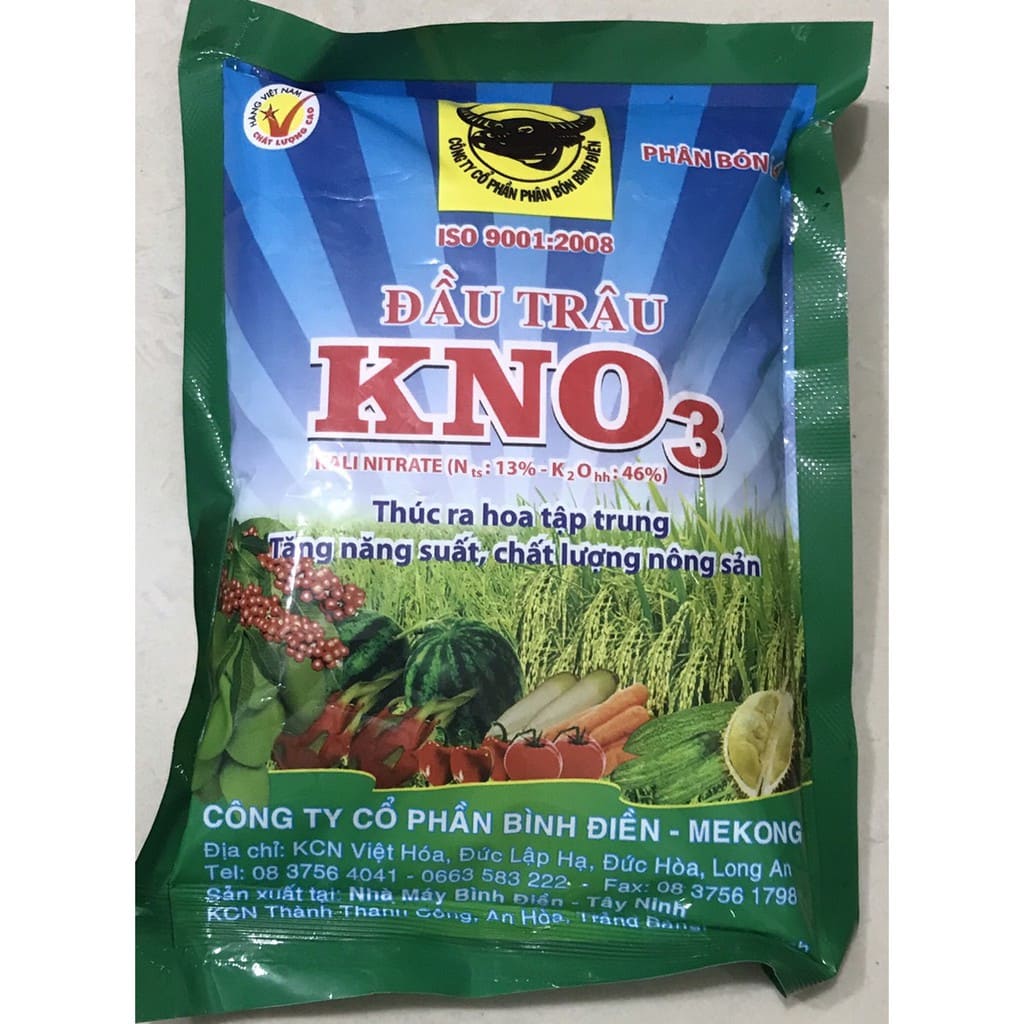 HÀNG VIỆT NAM
CHẤT LƯỢNG CAO
CÔNG TY CỔ PHẦN PHÂN BÓN BÌNH ĐIỀN
PHÂN BÓN
ISO 9001:2008
ĐẦU TRÂU
KNO3
KALI NITRATE (Nts: 13% - K2Ohh: 46%)
Thúc ra hoa tập trung
Tăng năng suất, chất lượng nông sản
CÔNG TY CỔ PHẦN BÌNH ĐIỀN - MEKONG
Địa chỉ: KCN Việt Hóa, Đức Lập Hạ, Đức Hòa, Long An
Tel: 08 3756 4041 - 0663 583 222 - Fax: 08 3756 1798
Sản xuất tại: Nhà Máy Bình Điền - Tây Ninh
KCN Thành Thành Công, An Hòa, Trảng